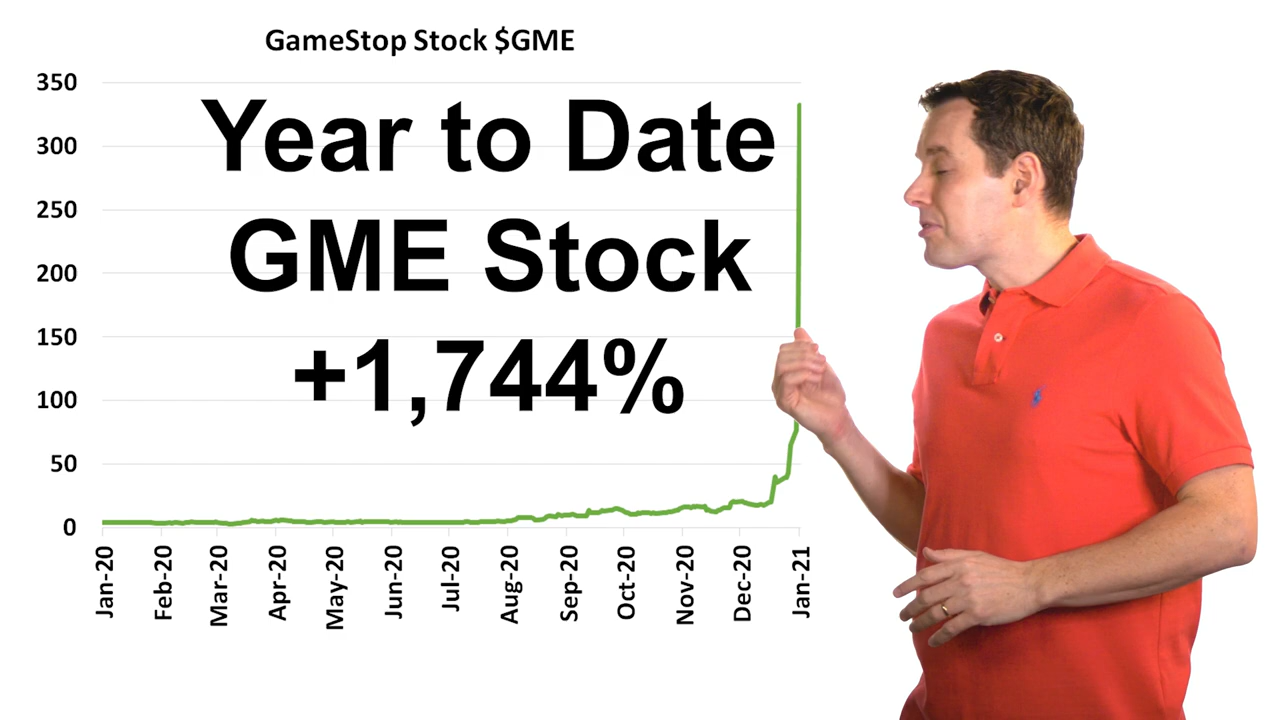 GameStop Stock $GME
350
300
250
200
150
100
50
0
Year to Date
GME Stock
+1,744%
Jan-20
Feb-20
Mar-20
Apr-20
May-20
Jun-20
Jul-20
Aug-20
Sep-20
Oct-20
Nov-20
Dec-20
Jan-21